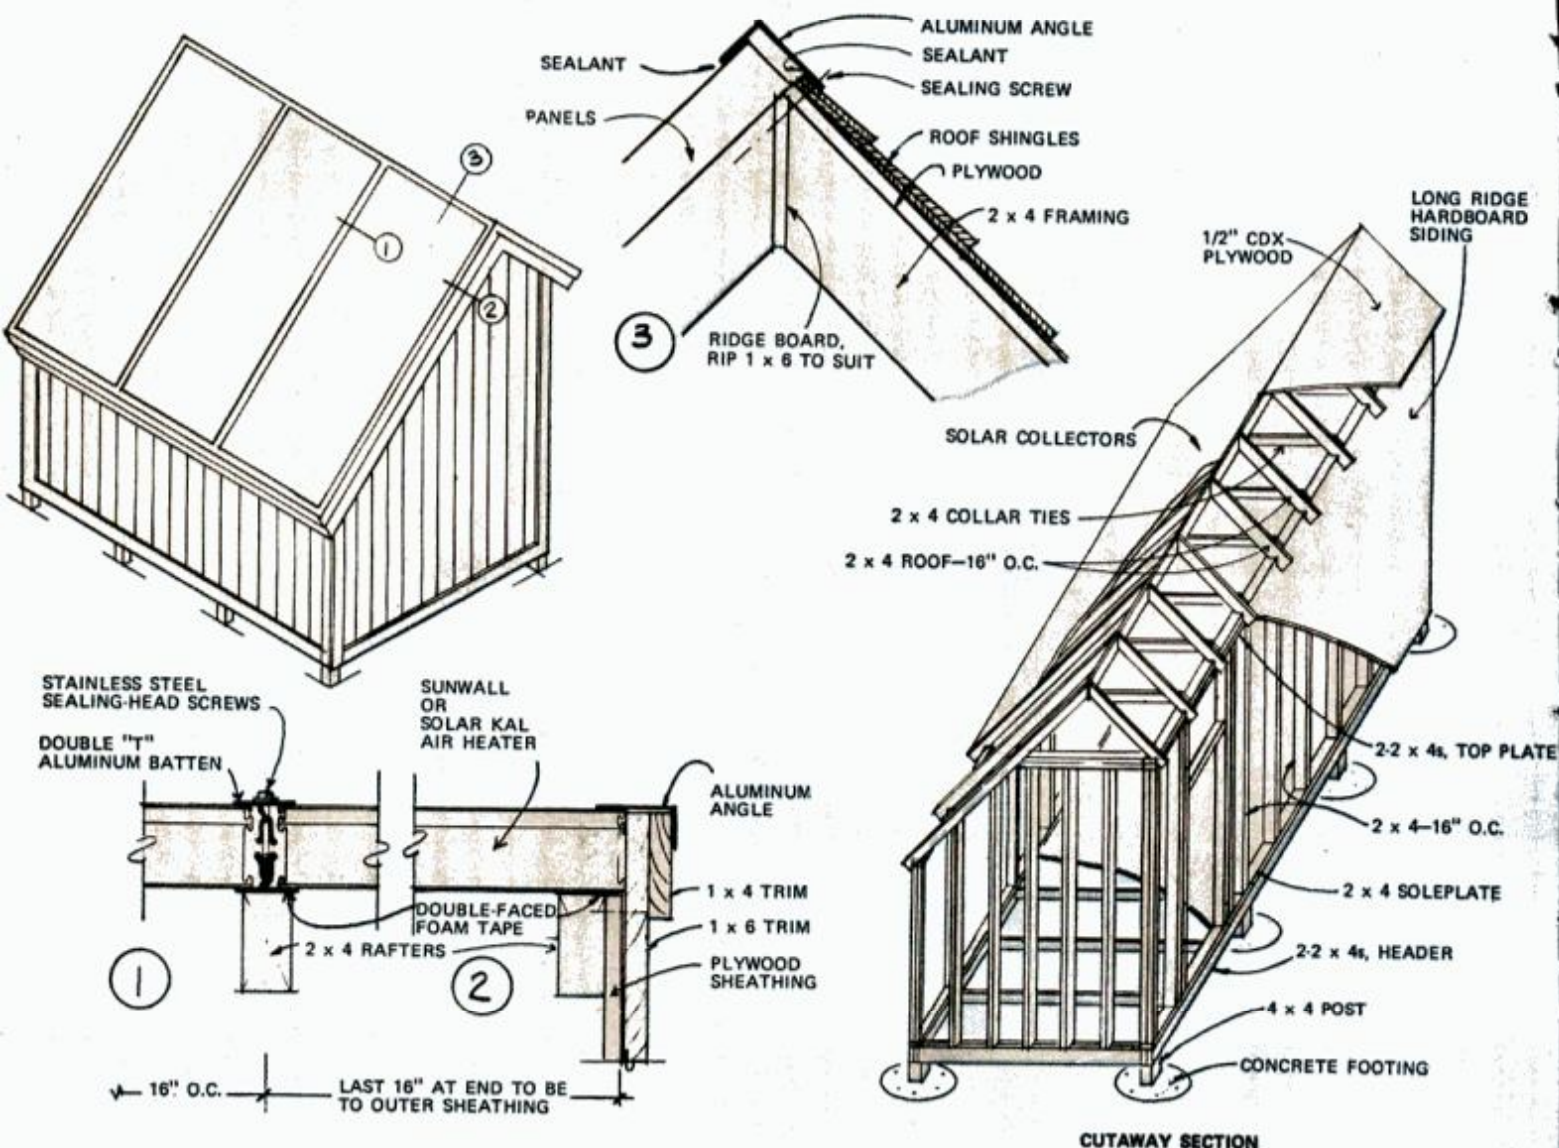 ALUMINUM ANGLE
SEALANT
SEALING SCREW
SEALANT
PANELS
ROOF SHINGLES
PLYWOOD
2 x 4 FRAMING
RIDGE BOARD,
RIP 1 x 6 TO SUIT
3
3
1
2
LONG RIDGE
HARDBOARD
SIDING
1/2" CDX
PLYWOOD
SOLAR COLLECTORS
2 x 4 COLLAR TIES
2 x 4 ROOF—16" O.C.
2-2 x 4s, TOP PLATE
2 x 4—16" O.C.
2 x 4 SOLEPLATE
2-2 x 4s, HEADER
4 x 4 POST
CONCRETE FOOTING
CUTAWAY SECTION
STAINLESS STEEL
SEALING-HEAD SCREWS
DOUBLE "T"
ALUMINUM BATTEN
SUNWALL
OR
SOLAR KAL
AIR HEATER
ALUMINUM
ANGLE
1 x 4 TRIM
DOUBLE-FACED
FOAM TAPE
1 x 6 TRIM
2 x 4 RAFTERS
PLYWOOD
SHEATHING
1
2
16" O.C.
LAST 16" AT END TO BE
TO OUTER SHEATHING